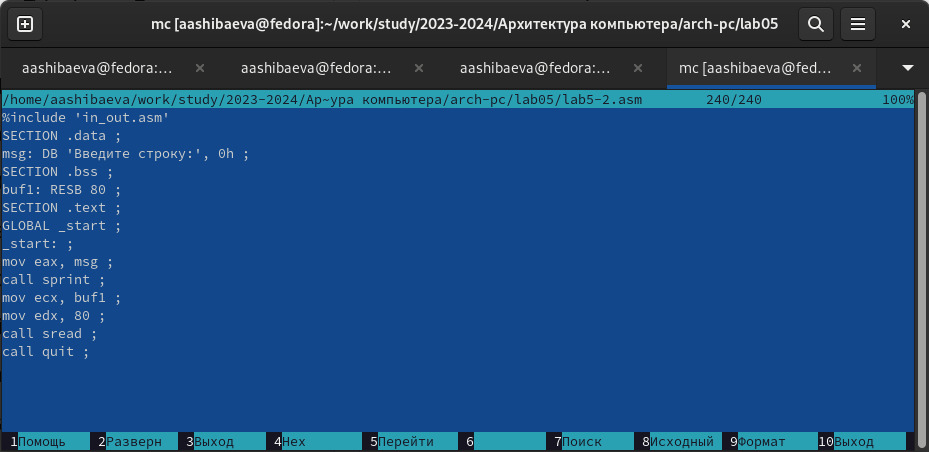 mc [aashibaeva@fedora]:~/work/study/2023-2024/Архитектура компьютера/arch-pc/lab05
aashibaeva@fedora:... aashibaeva@fedora:... aashibaeva@fedora:... mc [aashibaeva@fed...
/home/aashibaeva/work/study/2023-2024/Ар~ура компьютера/arch-pc/lab05/lab5-2.asm 240/240 100%
%include 'in_out.asm'
SECTION .data ;
msg: DB 'Введите строку:', 0h ;
SECTION .bss ;
buf1: RESB 80 ;
SECTION .text ;
GLOBAL _start ;
_start: ;
mov eax, msg ;
call sprint ;
mov ecx, buf1 ;
mov edx, 80 ;
call sread ;
call quit ;
1Помощь 2Разверн 3Выход 4Hex 5Перейти 6 7Поиск 8Исходный 9Формат 10Выход